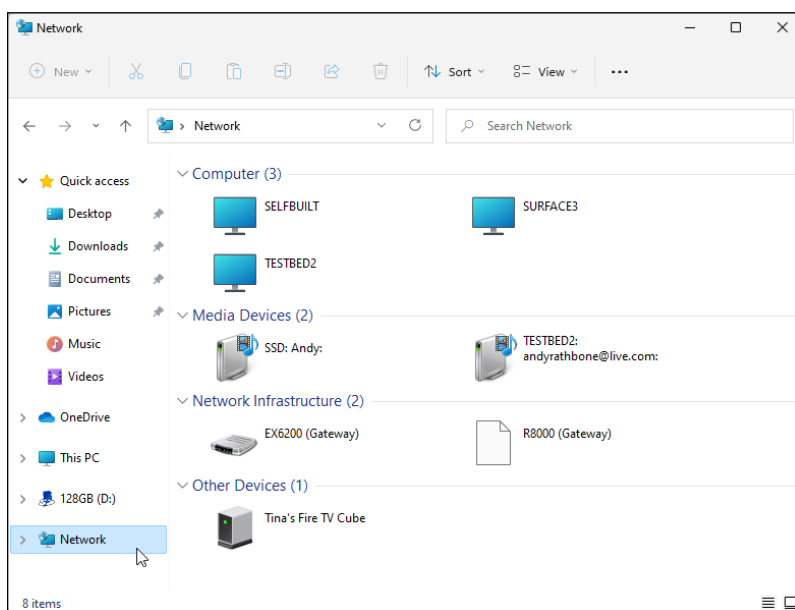 Network
New
Sort
View
Network
Search Network
Quick access
Desktop
Downloads
Documents
Pictures
Music
Videos
OneDrive
This PC
128GB (D:)
Network
Computer (3)
SELFBUILT
SURFACE3
TESTBED2
Media Devices (2)
SSD: Andy:
TESTBED2:
andyrathbone@live.com:
Network Infrastructure (2)
EX6200 (Gateway)
R8000 (Gateway)
Other Devices (1)
Tina's Fire TV Cube
8 items